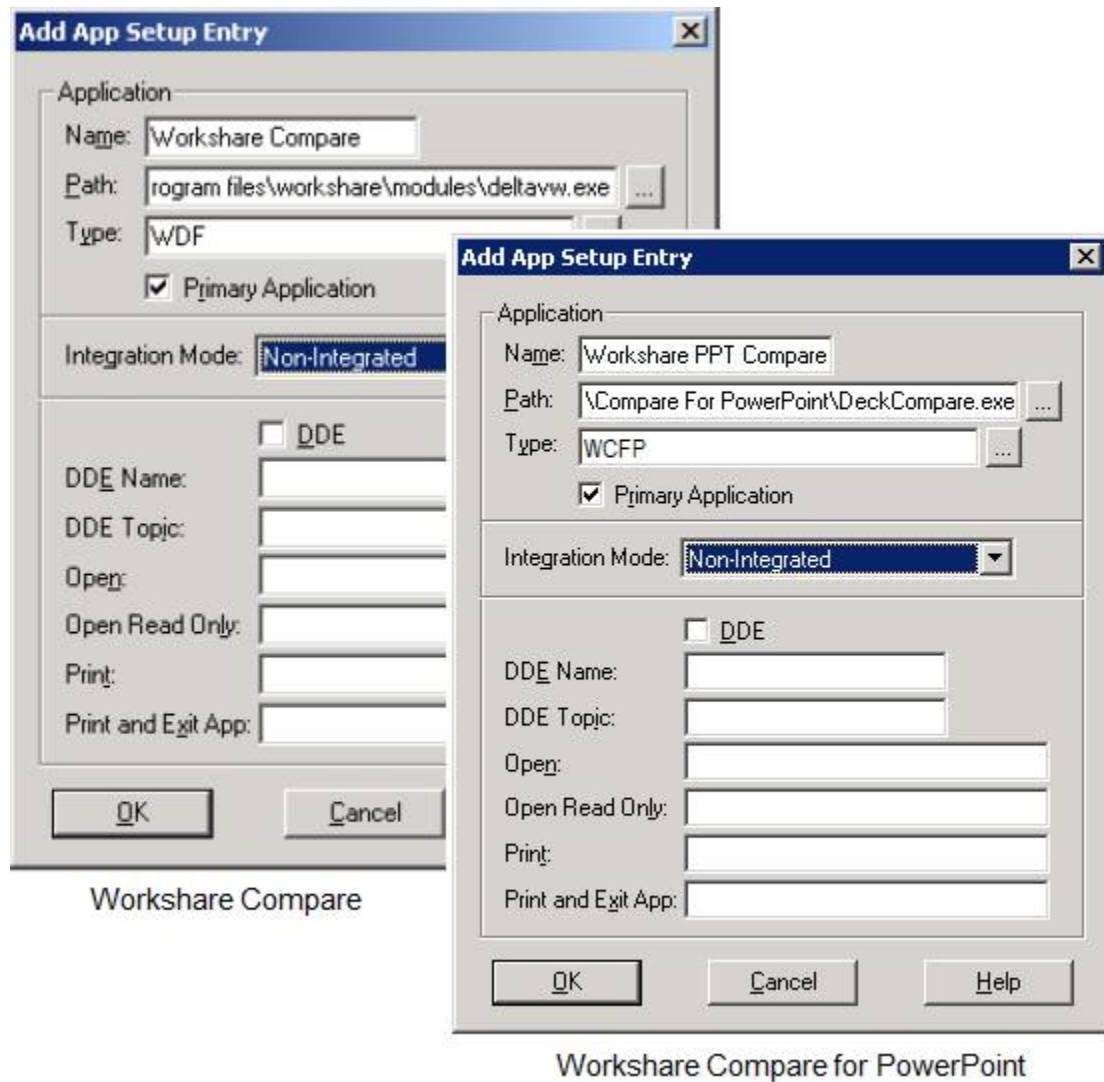 Add App Setup Entry
Application
Name: Workshare Compare
Path: rogram files\workshare\modules\deltavw.exe ...
Type: WDF
Primary Application
Integration Mode: Non-Integrated
DDE
DDE Name:
DDE Topic:
Open:
Open Read Only:
Print:
Print and Exit App:
OK Cancel
Workshare Compare
Add App Setup Entry
Application
Name: Workshare PPT Compare
Path: \Compare For PowerPoint\DeckCompare.exe ...
Type: WCFP ...
Primary Application
Integration Mode: Non-Integrated
DDE
DDE Name:
DDE Topic:
Open:
Open Read Only:
Print:
Print and Exit App:
OK Cancel Help
Workshare Compare for PowerPoint